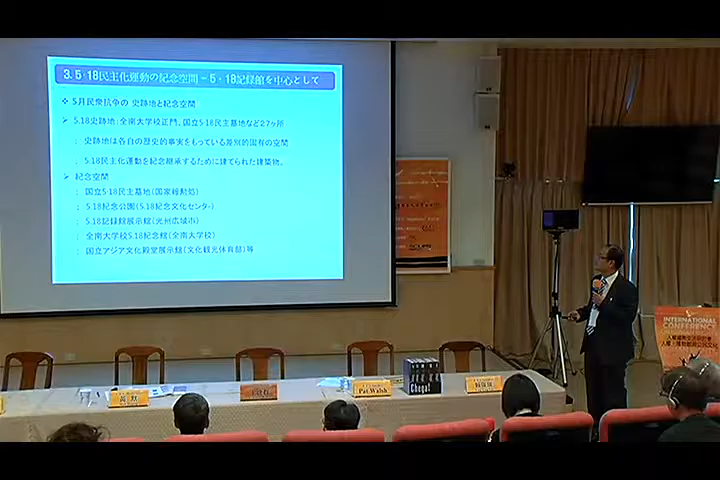 3. 5·18民主化運動の記念空間 – 5·18記録館を中心として
❖ 5月民衆抗争の 史跡地と記念空間
➢ 5.18史跡地：全南大学校正門、国立5·18民主墓地など27ヶ所
： 史跡地は各自の歴史的事実をもっている差別的固有の空間
． 5.18民主化運動を記念継承するために建てられた建築物。
➢ 紀念空間
： 国立5·18民主墓地(国家報勲処)
． 5.18紀念公園(5.18紀念文化センター)
： 5.18記録館展示館(光州広域市)
： 全南大学校5.18紀念館(全南大学校)
： 国立アジア文化殿堂展示館(文化観光体育部)等
INTERNATIONAL
CONFERENCE
Pat Walsh
Chega!